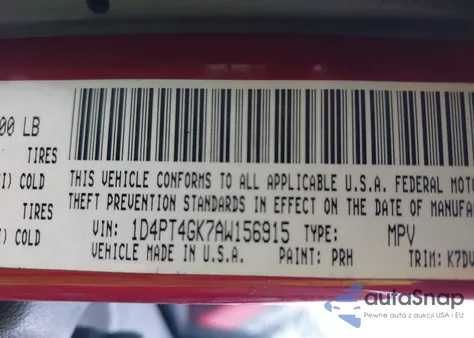 00 LB
TIRES
I) COLD
TIRES
I) COLD
THIS VEHICLE CONFORMS TO ALL APPLICABLE U.S.A. FEDERAL MOTO
THEFT PREVENTION STANDARDS IN EFFECT ON THE DATE OF MANUFA
VIN: 1D4PT4GK7AW156915 TYPE: MPV
VEHICLE MADE IN U.S.A. PAINT: PRH TRIM: K7DV
autaSnap
Pewne auta z aukcji USA · EU